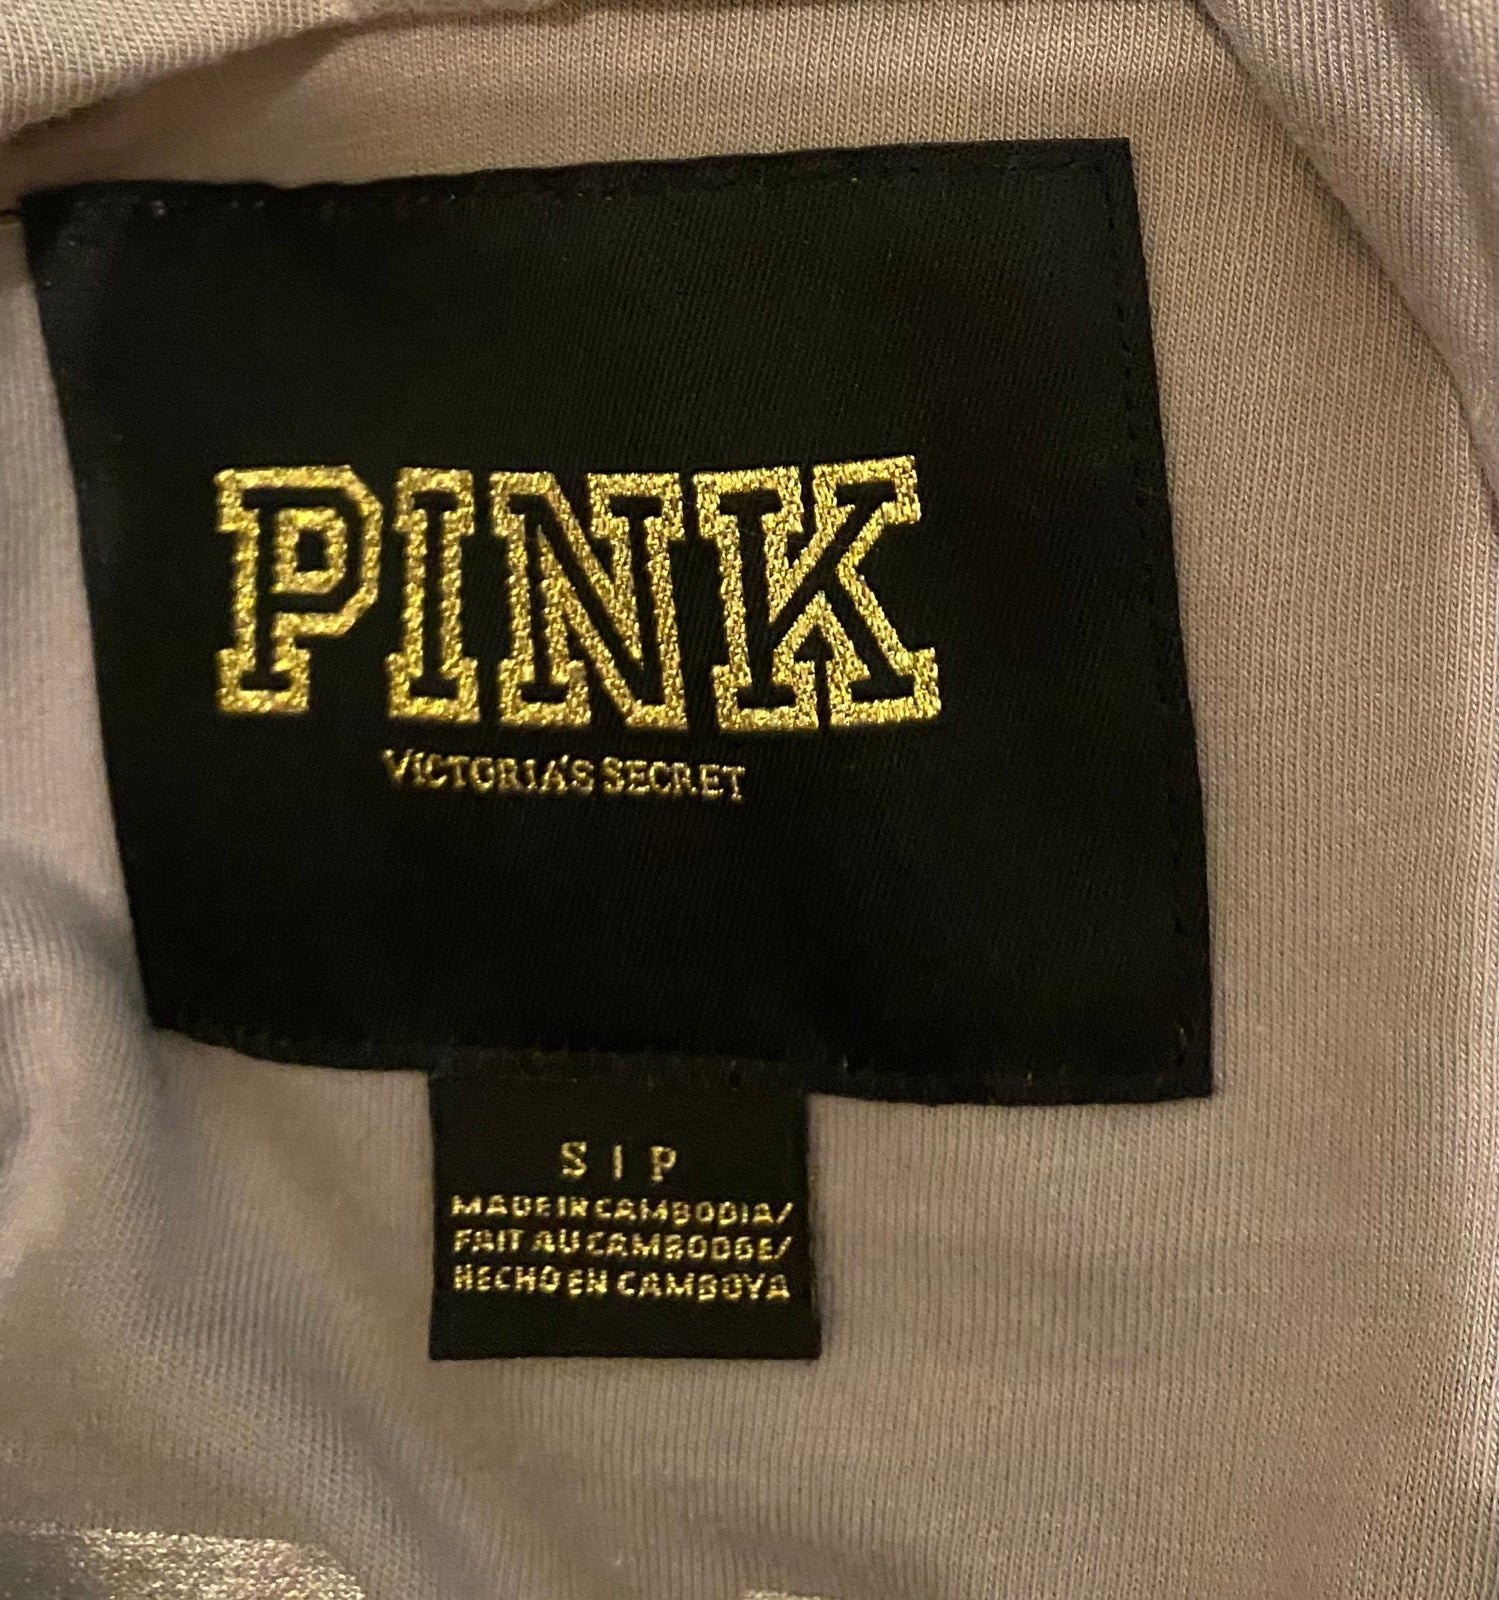 PINK
VICTORIA'S SECRET
S | P
MADE IN CAMBODIA/
FAIT AU CAMBODGE/
HECHO EN CAMBOYA